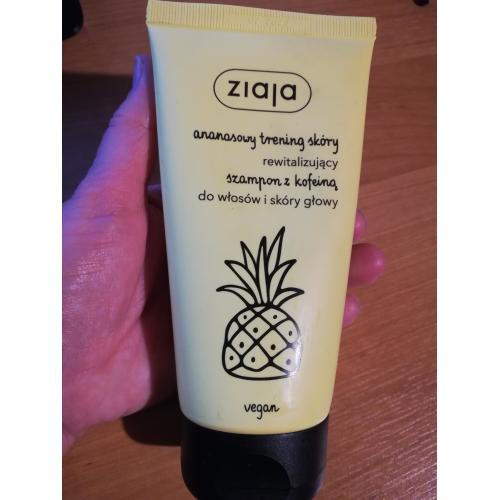 ziaja
ananasowy trening skóry
rewitalizujący
szampon z kofeiną
do włosów i skóry głowy
vegan